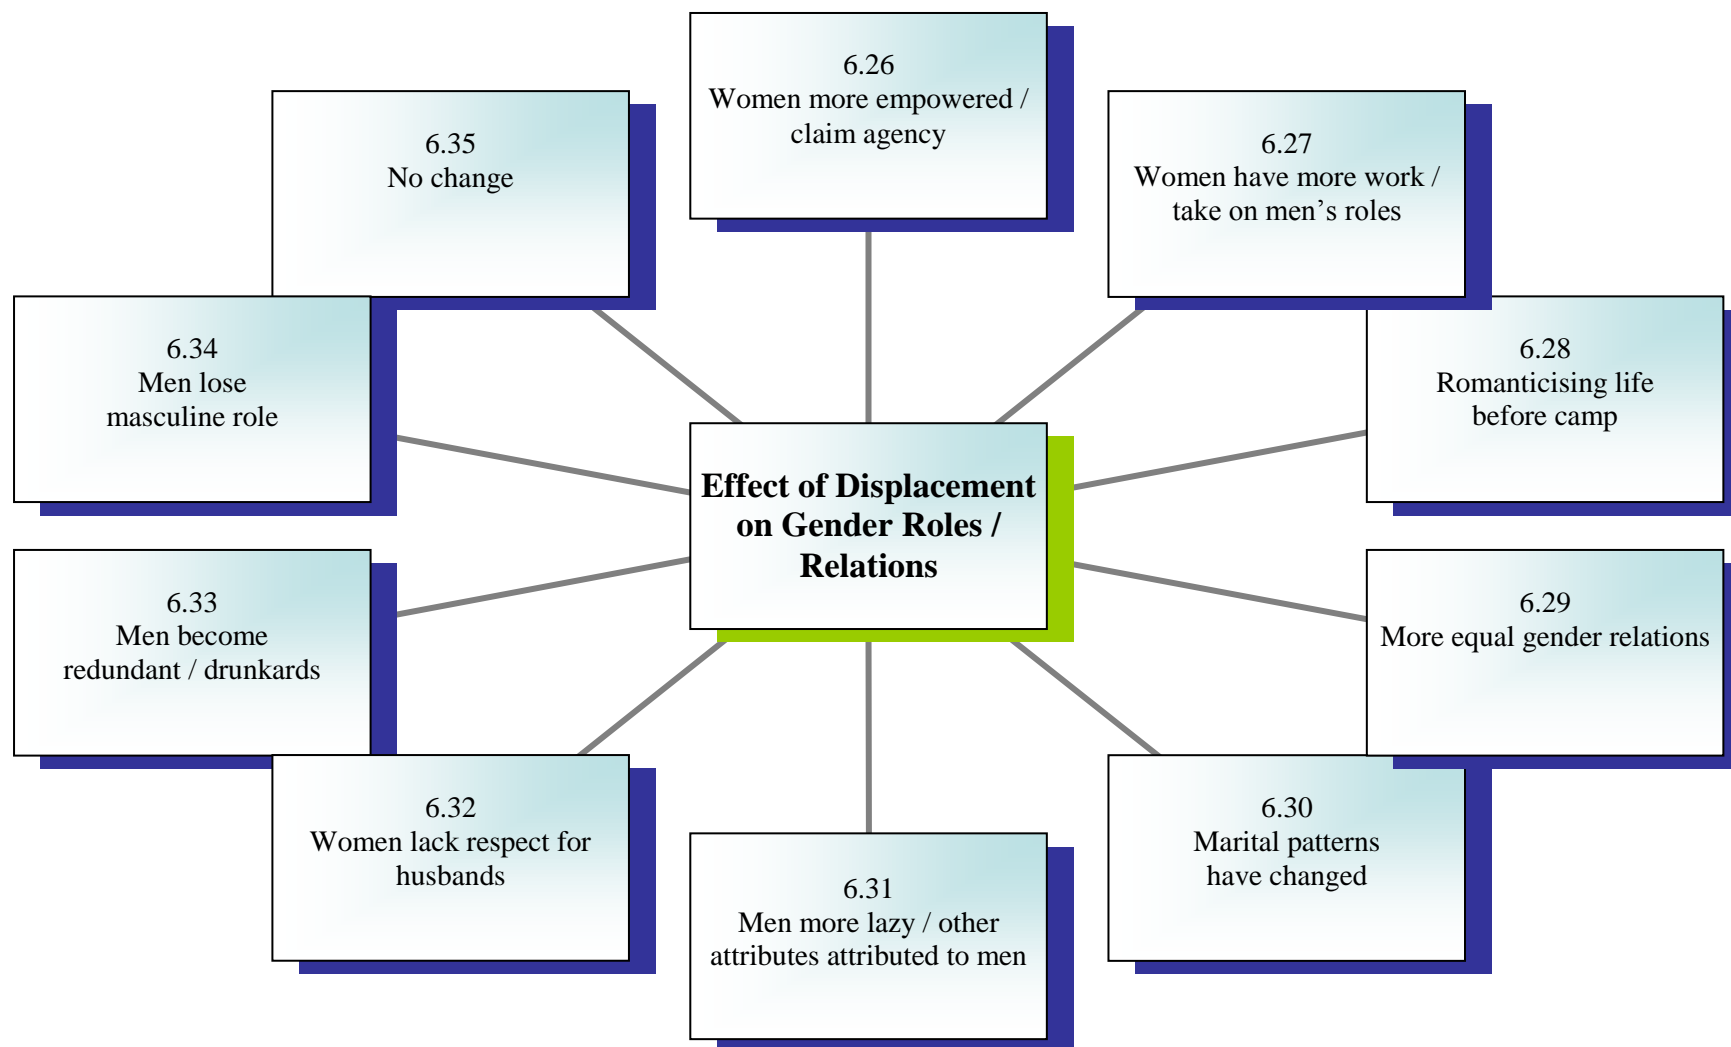 6.26
Women more empowered /
claim agency
6.35
No change
6.27
Women have more work /
take on men’s roles
6.34
Men lose
masculine role
6.28
Romanticising life
before camp
Effect of Displacement
on Gender Roles /
Relations
6.33
Men become
redundant / drunkards
6.29
More equal gender relations
6.32
Women lack respect for
husbands
6.30
Marital patterns
have changed
6.31
Men more lazy / other
attributes attributed to men